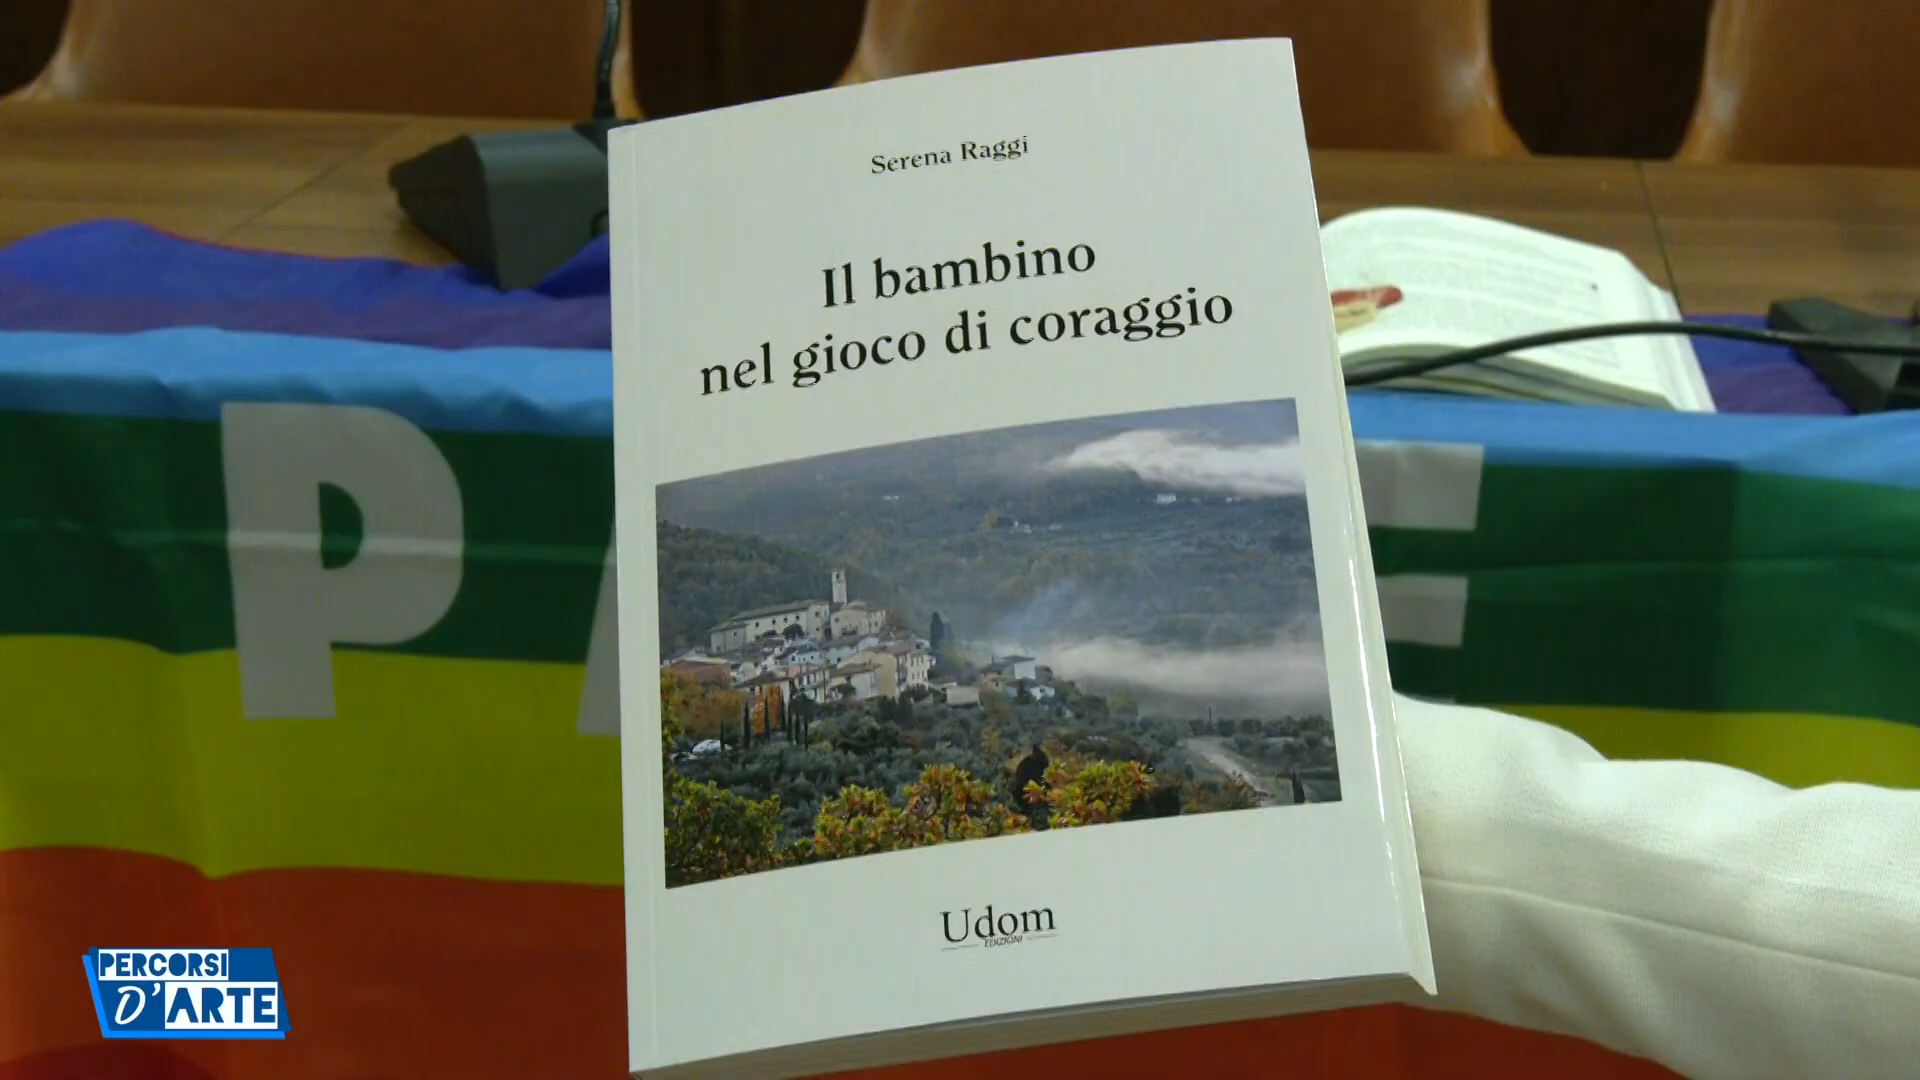 Serena Raggi
Il bambino
nel gioco di coraggio
Udom
EDIZIONI
P E
PERCORSI
D'ARTE